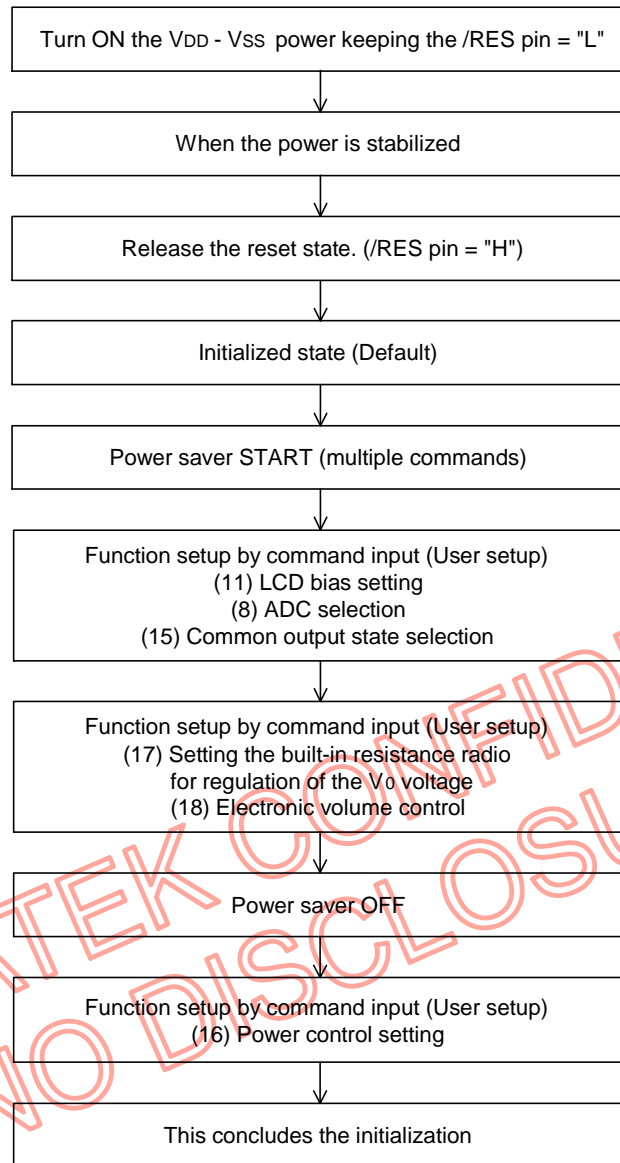 Turn ON the VDD - VSS power keeping the /RES pin = "L"
When the power is stabilized
Release the reset state. (/RES pin = "H")
Initialized state (Default)
Power saver START (multiple commands)
Function setup by command input (User setup)
(11) LCD bias setting
(8) ADC selection
(15) Common output state selection
Function setup by command input (User setup)
(17) Setting the built-in resistance radio
for regulation of the V0 voltage
(18) Electronic volume control
Power saver OFF
Function setup by command input (User setup)
(16) Power control setting
This concludes the initialization
NO